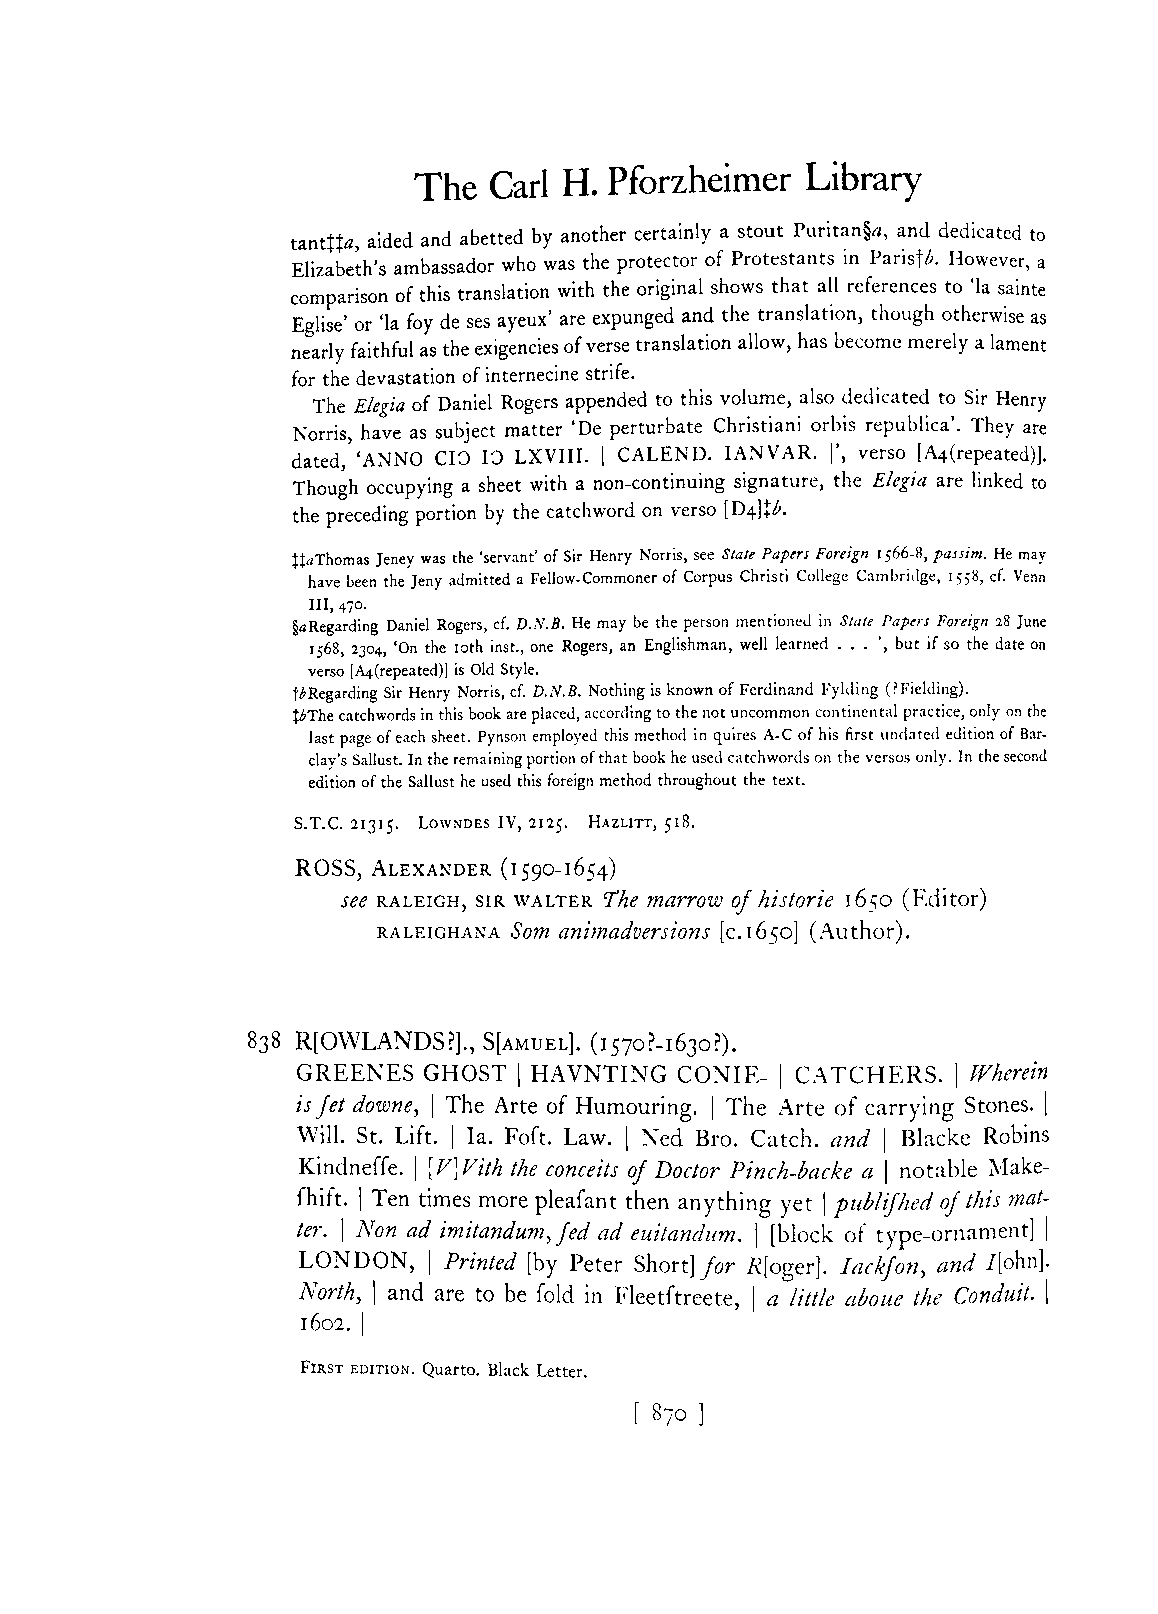 The Carl H. Pforzheimer Library
tant‡‡a, aided and abetted by another certainly a stout Puritan§a, and dedicated to
Elizabeth's ambassador who was the protector of Protestants in Paris†b. However, a
comparison of this translation with the original shows that all references to 'la sainte
Eglise' or 'la foy de ses ayeux' are expunged and the translation, though otherwise as
nearly faithful as the exigencies of verse translation allow, has become merely a lament
for the devastation of internecine strife.
The Elegia of Daniel Rogers appended to this volume, also dedicated to Sir Henry
Norris, have as subject matter 'De perturbate Christiani orbis republica'. They are
dated, 'ANNO CIƆ IƆ LXVIII. | CALEND. IANVAR. |', verso [A4(repeated)].
Though occupying a sheet with a non-continuing signature, the Elegia are linked to
the preceding portion by the catchword on verso [D4]‡b.
‡‡aThomas Jeney was the 'servant' of Sir Henry Norris, see State Papers Foreign 1566-8, passim. He may
have been the Jeny admitted a Fellow-Commoner of Corpus Christi College Cambridge, 1558, cf. Venn
III, 470.
§aRegarding Daniel Rogers, cf. D.N.B. He may be the person mentioned in State Papers Foreign 28 June
1568, 2304, 'On the 10th inst., one Rogers, an Englishman, well learned . . . ', but if so the date on
verso [A4(repeated)] is Old Style.
†bRegarding Sir Henry Norris, cf. D.N.B. Nothing is known of Ferdinand Fylding (?Fielding).
‡bThe catchwords in this book are placed, according to the not uncommon continental practice, only on the
last page of each sheet. Pynson employed this method in quires A-C of his first undated edition of Bar-
clay's Sallust. In the remaining portion of that book he used catchwords on the versos only. In the second
edition of the Sallust he used this foreign method throughout the text.
S.T.C. 21315. LOWNDES IV, 2125. HAZLITT, 518.
ROSS, ALEXANDER (1590-1654)
see RALEIGH, SIR WALTER The marrow of historie 1650 (Editor)
RALEIGHANA Som animadversions [c.1650] (Author).
838 R[OWLANDS?]., S[AMUEL]. (1570?-1630?).
GREENES GHOST | HAVNTING CONIE- | CATCHERS. | Wherein
is ſet downe, | The Arte of Humouring. | The Arte of carrying Stones. |
Will. St. Lift. | Ia. Foſt. Law. | Ned Bro. Catch. and | Blacke Robins
Kindneſſe. | [V]Vith the conceits of Doctor Pinch-backe a | notable Make-
ſhift. | Ten times more pleaſant then anything yet | publiſhed of this mat-
ter. | Non ad imitandum, ſed ad euitandum. | [block of type-ornament] |
LONDON, | Printed [by Peter Short] for R[oger]. Iackſon, and I[ohn].
North, | and are to be ſold in Fleetſtreete, | a little aboue the Conduit. |
1602. |
FIRST EDITION. Quarto. Black Letter.
[ 870 ]